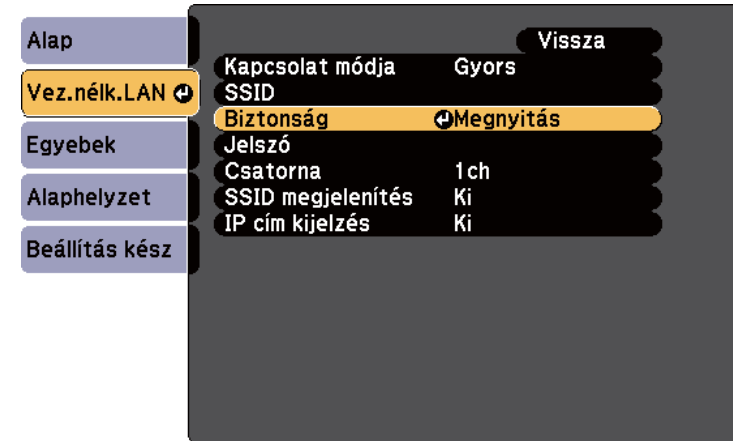 Alap
Vez.nélk.LAN
Egyebek
Alaphelyzet
Beállítás kész
Vissza
Kapcsolat módja Gyors
SSID
Biztonság Megnyitás
Jelszó
Csatorna 1ch
SSID megjelenítés Ki
IP cím kijelzés Ki